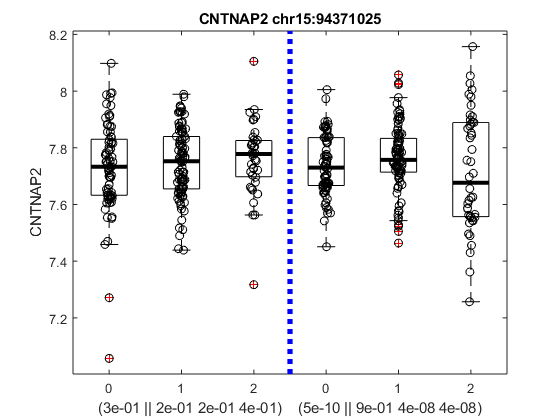 CNTNAP2 chr15:94371025
8.2
8
7.8
7.6
7.4
7.2
CNTNAP2
0 1 2 0 1 2
(3e-01 || 2e-01 2e-01 4e-01) (5e-10 || 9e-01 4e-08 4e-08)